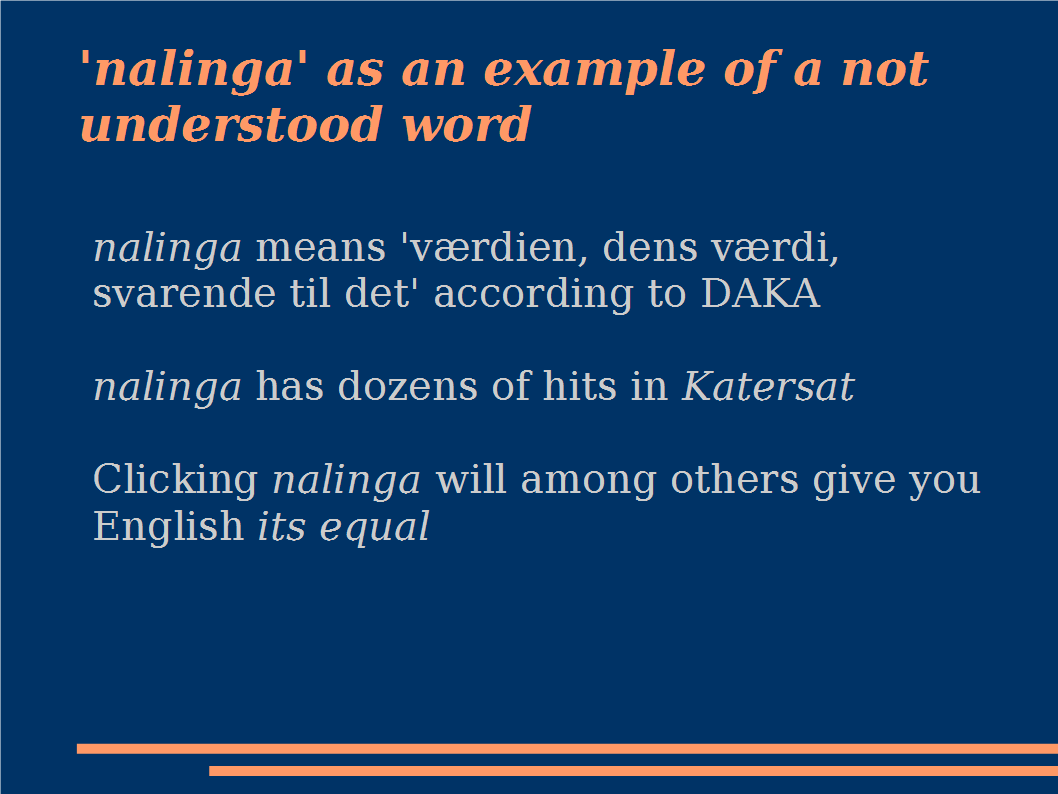 'nalinga' as an example of a not
understood word
nalinga means 'værdien, dens værdi,
svarende til det' according to DAKA
nalinga has dozens of hits in Katersat
Clicking nalinga will among others give you
English its equal